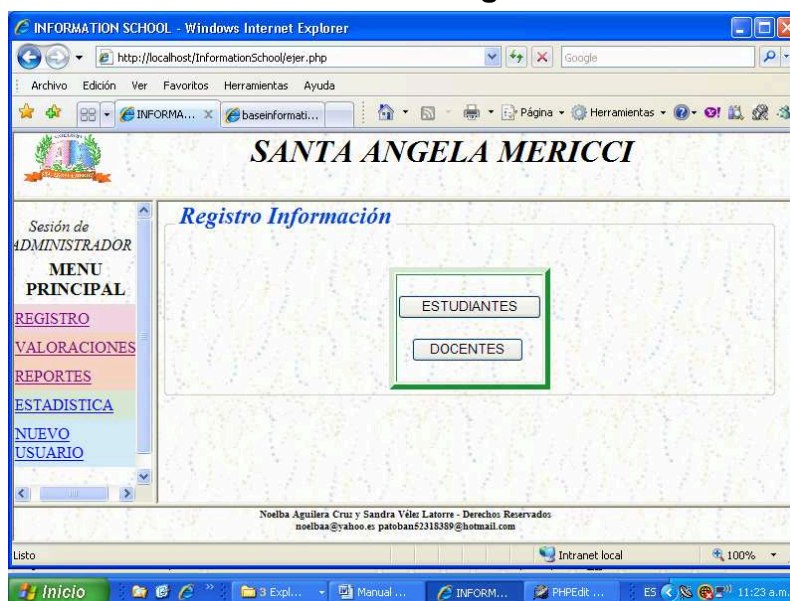 INFORMATION SCHOOL - Windows Internet Explorer
http://localhost/InformationSchool/ejer.php
Google
Archivo Edición Ver Favoritos Herramientas Ayuda
INFORMA... X baseinformati... Página Herramientas
SANTA ANGELA MERICCI
Sesión de
ADMINISTRADOR
MENU
PRINCIPAL
REGISTRO
VALORACIONES
REPORTES
ESTADISTICA
NUEVO
USUARIO
Registro Información
ESTUDIANTES
DOCENTES
Noelba Aguilera Cruz y Sandra Vélez Latorre - Derechos Reservados
noelbaa@yahoo.es patoban52318389@hotmail.com
Listo Intranet local 100%
Inicio 3 Expl... Manual ... INFORM... PHPEdit ... ES 11:23 a.m.